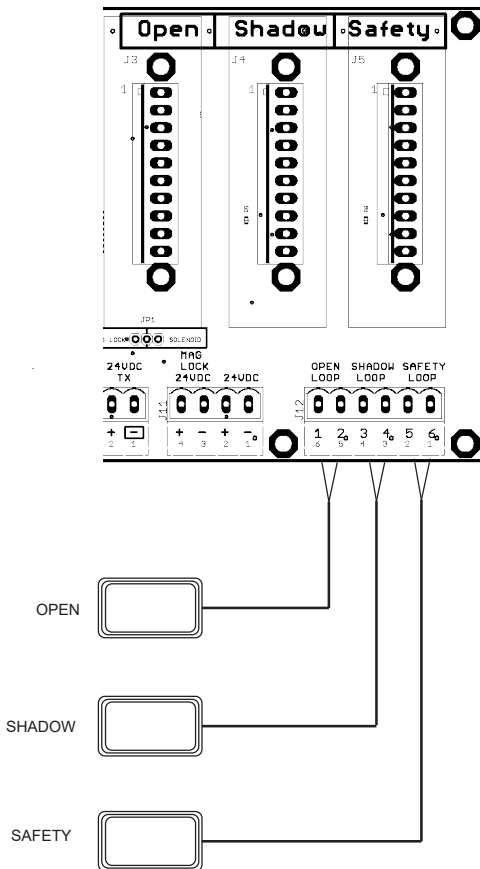 Open Shadow Safety
J3 J4 J5
1 1 1
JP1
LOCK SOLENOID
24VDC TX
MAG LOCK
24VDC 24VDC
J11
OPEN LOOP SHADOW LOOP SAFETY LOOP
J12
+ - + - + - 1 2 3 4 5 6
2 1 4 3 2 1 6 5 4 3 2 1
OPEN
SHADOW
SAFETY